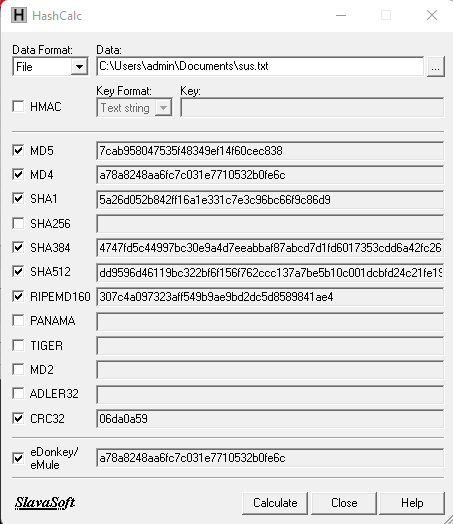 HashCalc
Data Format: Data:
File C:\Users\admin\Documents\sus.txt ...
Key Format: Key:
HMAC Text string
MD5 7cab958047535f48349ef14f60cec838
MD4 a78a8248aa6fc7c031e7710532b0fe6c
SHA1 5a26d052b842ff16a1e331c7e3c96bc66f9c86d9
SHA256
SHA384 4747fd5c44997bc30e9a4d7eeabbaf87abcd7d1fd6017353cdd6a42fc26
SHA512 dd9596d46119bc322bf6f156f762ccc137a7be5b10c001dcbfd24c21fe19
RIPEMD160 307c4a097323aff549b9ae9bd2dc5d8589841ae4
PANAMA
TIGER
MD2
ADLER32
CRC32 06da0a59
eDonkey/
eMule a78a8248aa6fc7c031e7710532b0fe6c
SlavaSoft Calculate Close Help